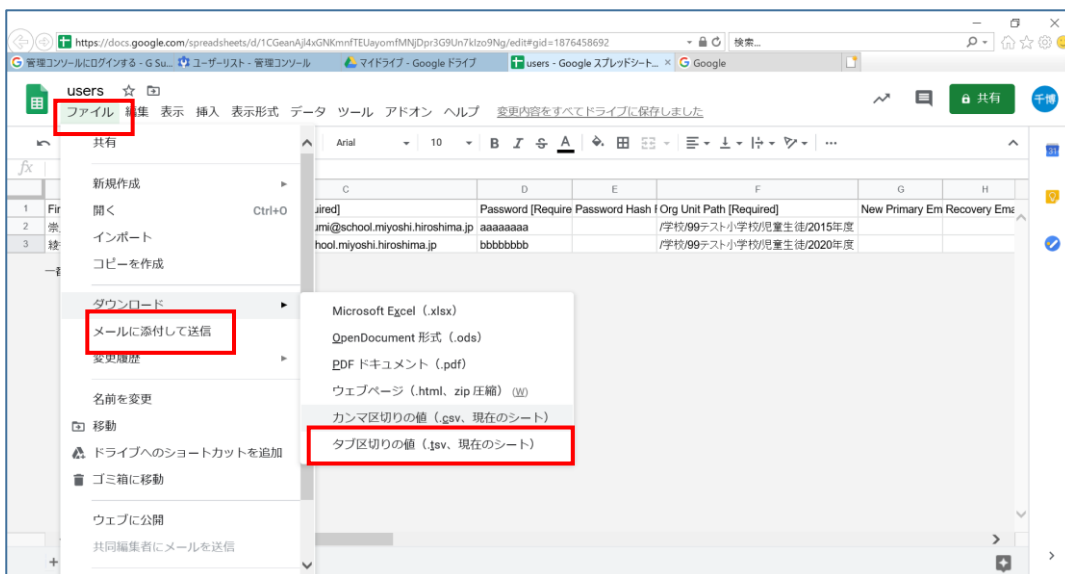 https://docs.google.com/spreadsheets/d/1CGeanAjl4xGNKmnfTEUayomfMNjDpr3G9Un7klzo9Ng/edit#gid=1876458692 検索...
管理コンソールにログインする - G Su... ユーザーリスト - 管理コンソール マイドライブ - Google ドライブ users - Google スプレッドシート... Google
users
ファイル 編集 表示 挿入 表示形式 データ ツール アドオン ヘルプ 変更内容をすべてドライブに保存しました 共有 千博
Arial 10 B I S A
fx
C D E F G H
1 Fir uired] Password [Require Password Hash F Org Unit Path [Required] New Primary Em Recovery Ema
2 崇 umi@school.miyoshi.hiroshima.jp aaaaaaaa /学校/99テスト小学校/児童生徒/2015年度
3 hool.miyoshi.hiroshima.jp bbbbbbbb /学校/99テスト小学校/児童生徒/2020年度
共有
新規作成
開く Ctrl+O
インポート
コピーを作成
ダウンロード
メールに添付して送信
変更履歴
名前を変更
移動
ドライブへのショートカットを追加
ゴミ箱に移動
ウェブに公開
共同編集者にメールを送信
Microsoft Excel（.xlsx）
OpenDocument 形式（.ods）
PDF ドキュメント（.pdf）
ウェブページ（.html、zip 圧縮） (W)
カンマ区切りの値（.csv、現在のシート）
タブ区切りの値（.tsv、現在のシート）
31